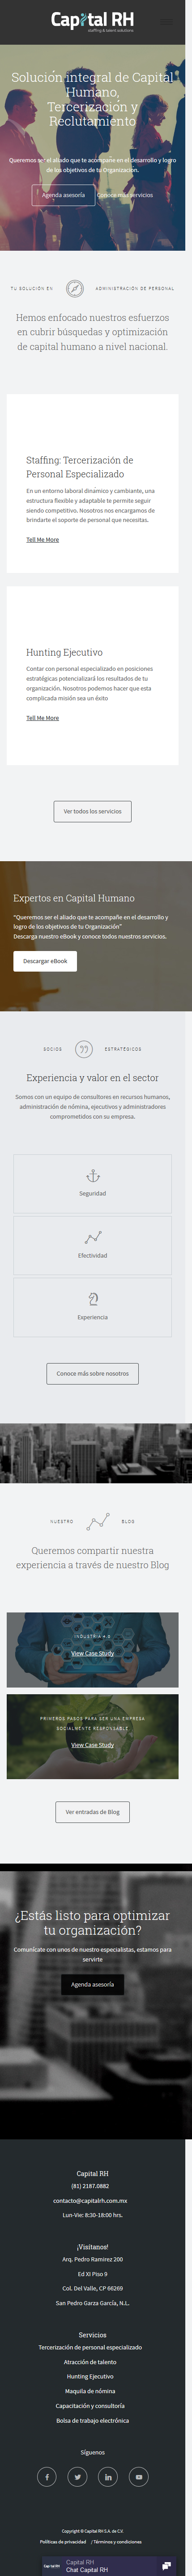 Capital RH
staffing & talent solutions
Solucion integral de Capital
Humano,
Tercerización y
Reclutamiento
Queremos ser el aliado que te acompañe en el desarrollo y logro
de los objetivos de tu Organización.
Agenda asesoría
Conoce más servicios
TU SOLUCIÓN EN
ADMINISTRACIÓN DE PERSONAL
Hemos enfocado nuestros esfuerzos
en cubrir búsquedas y optimización
de capital humano a nivel nacional.
Staffing: Tercerización de
Personal Especializado
En un entorno laboral dinámico y cambiante, una
estructura flexible y adaptable te permite seguir
siendo competitivo. Nosotros nos encargamos de
brindarte el soporte de personal que necesitas.
Tell Me More
Hunting Ejecutivo
Contar con personal especializado en posiciones
estratégicas potencializará los resultados de tu
organización. Nosotros podemos hacer que esta
complicada misión sea un éxito
Tell Me More
Ver todos los servicios
Expertos en Capital Humano
"Queremos ser el aliado que te acompañe en el desarrollo y
logro de los objetivos de tu Organización"
Descarga nuestro eBook y conoce todos nuestros servicios.
Descargar eBook
SOCIOS
ESTRATÉGICOS
Experiencia y valor en el sector
Somos con un equipo de consultores en recursos humanos,
administración de nómina, ejecutivos y administradores
comprometidos con su empresa.
Seguridad
Efectividad
Experiencia
Conoce más sobre nosotros
NUESTRO
BLOG
Queremos compartir nuestra
experiencia a través de nuestro Blog
INDUSTRIA 4.0
View Case Study
PRIMEROS PASOS PARA SER UNA EMPRESA
SOCIALMENTE RESPONSABLE
View Case Study
Ver entradas de Blog
¿Estás listo para optimizar
tu organización?
Comunícate con unos de nuestro especialistas, estamos para
servirte
Agenda asesoría
Capital RH
(81) 2187.0882
contacto@capitalrh.com.mx
Lun-Vie: 8:30-18:00 hrs.
¡Visítanos!
Arq. Pedro Ramirez 200
Ed XI Piso 9
Col. Del Valle, CP 66269
San Pedro Garza García, N.L.
Servicios
Tercerización de personal especializado
Atracción de talento
Hunting Ejecutivo
Maquila de nómina
Capacitación y consultoría
Bolsa de trabajo electrónica
Síguenos
Copyright © Capital RH S.A. de C.V.
Políticas de privacidad / Términos y condiciones
Capital RH
Capital RH
Chat Capital RH